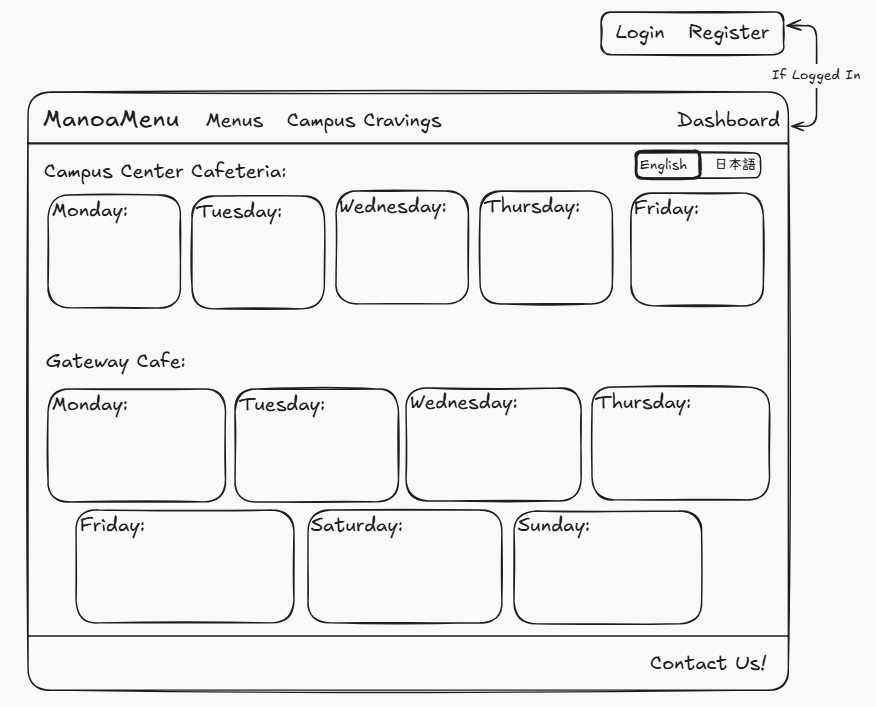 Login Register
If Logged In
ManoaMenu Menus Campus Cravings Dashboard
English 日本語
Campus Center Cafeteria:
Monday: Tuesday: Wednesday: Thursday: Friday:
Gateway Cafe:
Monday: Tuesday: Wednesday: Thursday:
Friday: Saturday: Sunday:
Contact Us!